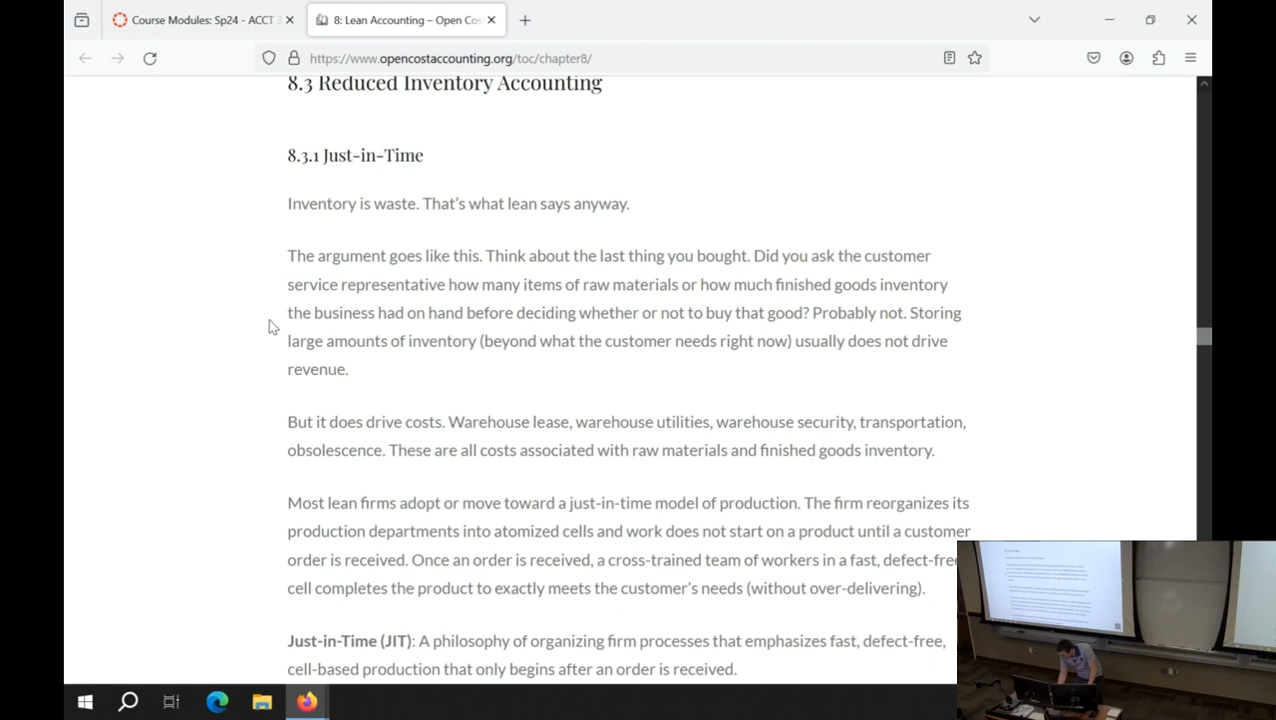 Course Modules: Sp24 - ACCT 3
8: Lean Accounting – Open Cos
https://www.opencostaccounting.org/toc/chapter8/
8.3 Reduced Inventory Accounting
8.3.1 Just-in-Time
Inventory is waste. That's what lean says anyway.
The argument goes like this. Think about the last thing you bought. Did you ask the customer
service representative how many items of raw materials or how much finished goods inventory
the business had on hand before deciding whether or not to buy that good? Probably not. Storing
large amounts of inventory (beyond what the customer needs right now) usually does not drive
revenue.
But it does drive costs. Warehouse lease, warehouse utilities, warehouse security, transportation,
obsolescence. These are all costs associated with raw materials and finished goods inventory.
Most lean firms adopt or move toward a just-in-time model of production. The firm reorganizes its
production departments into atomized cells and work does not start on a product until a customer
order is received. Once an order is received, a cross-trained team of workers in a fast, defect-free
cell completes the product to exactly meets the customer's needs (without over-delivering).
Just-in-Time (JIT): A philosophy of organizing firm processes that emphasizes fast, defect-free,
cell-based production that only begins after an order is received.